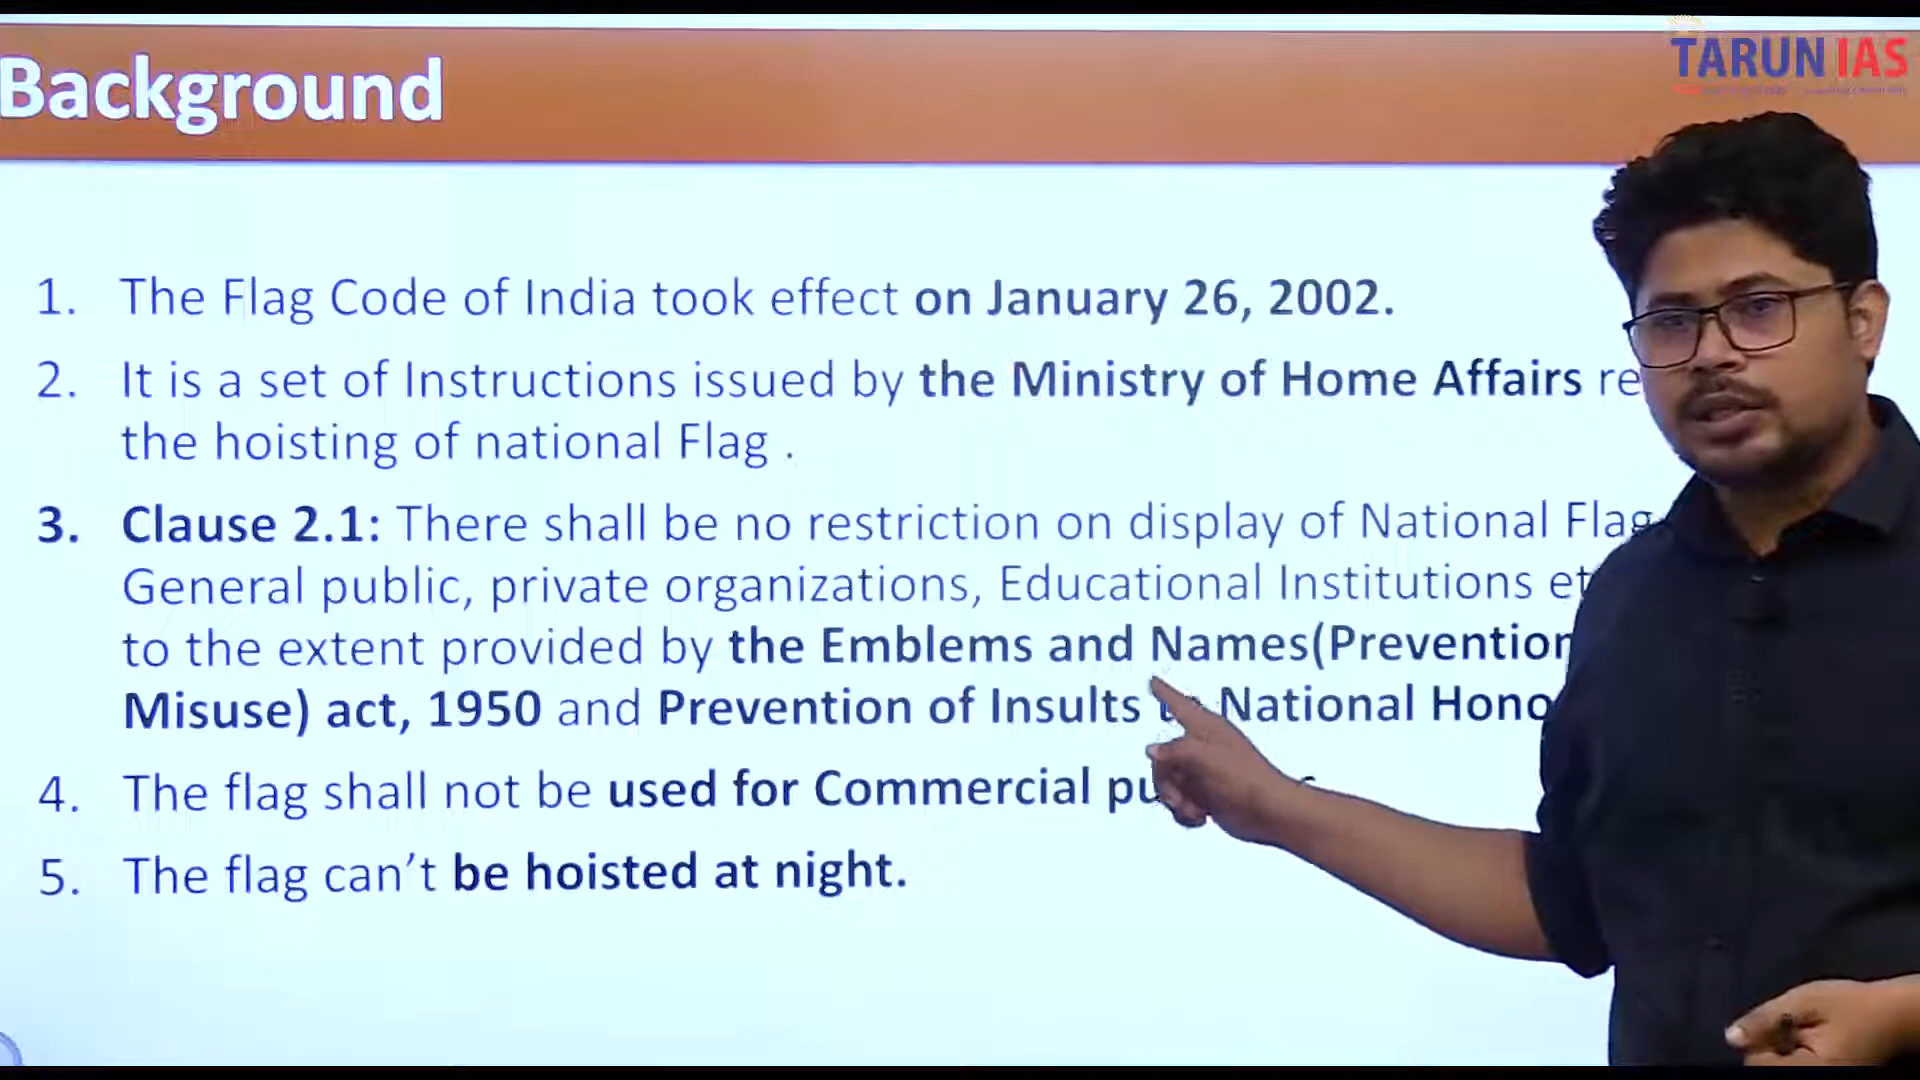 Background
TARUN IAS
1. The Flag Code of India took effect on January 26, 2002.
2. It is a set of Instructions issued by the Ministry of Home Affairs re
the hoisting of national Flag .
3. Clause 2.1: There shall be no restriction on display of National Flag
General public, private organizations, Educational Institutions et
to the extent provided by the Emblems and Names(Prevention
Misuse) act, 1950 and Prevention of Insults National Hono
4. The flag shall not be used for Commercial pu
5. The flag can't be hoisted at night.